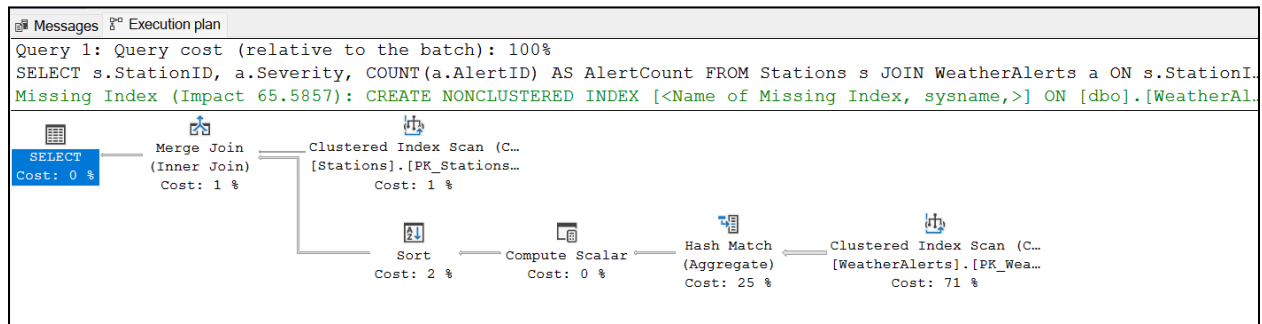 Messages Execution plan
Query 1: Query cost (relative to the batch): 100%
SELECT s.StationID, a.Severity, COUNT(a.AlertID) AS AlertCount FROM Stations s JOIN WeatherAlerts a ON s.StationI…
Missing Index (Impact 65.5857): CREATE NONCLUSTERED INDEX [<Name of Missing Index, sysname,>] ON [dbo].[WeatherAl…
SELECT
Cost: 0 %
Merge Join
(Inner Join)
Cost: 1 %
Clustered Index Scan (C…
[Stations].[PK_Stations…
Cost: 1 %
Sort
Cost: 2 %
Compute Scalar
Cost: 0 %
Hash Match
(Aggregate)
Cost: 25 %
Clustered Index Scan (C…
[WeatherAlerts].[PK_Wea…
Cost: 71 %